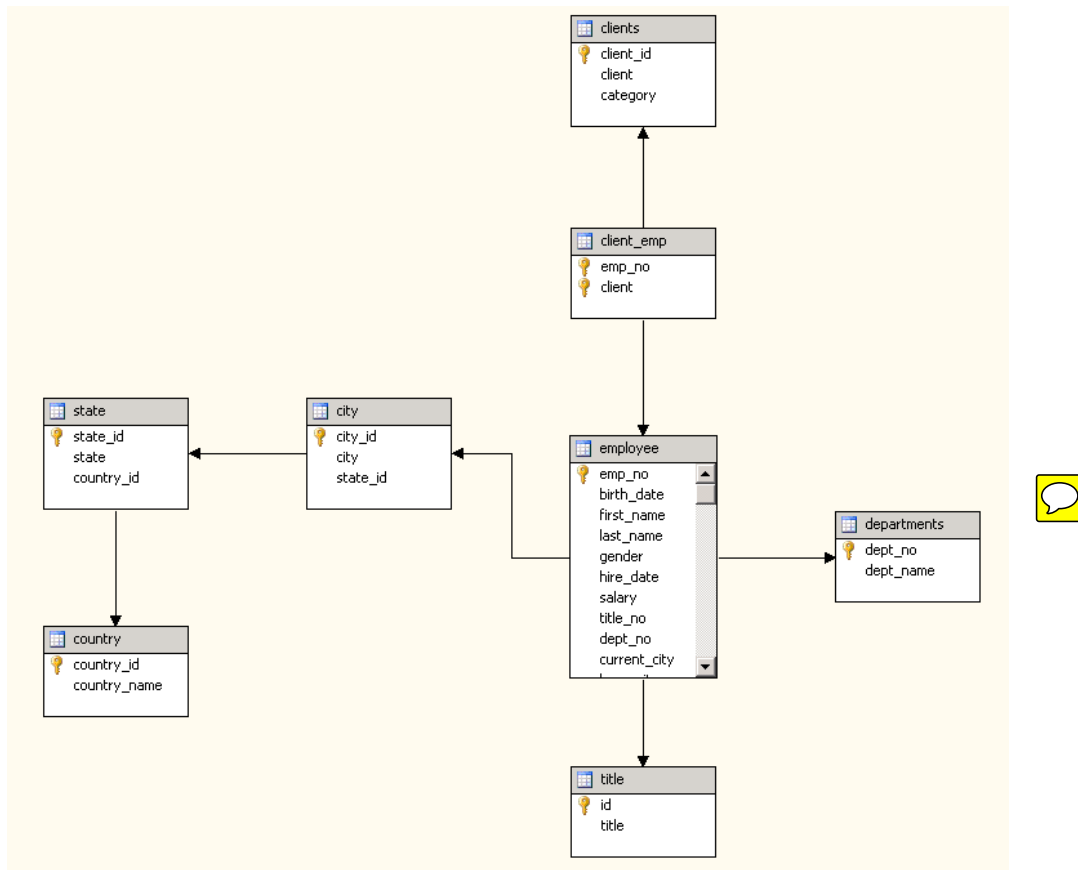 clients
client_id
client
category
client_emp
emp_no
client
state
state_id
state
country_id
city
city_id
city
state_id
employee
emp_no
birth_date
first_name
last_name
gender
hire_date
salary
title_no
dept_no
current_city
departments
dept_no
dept_name
country
country_id
country_name
title
id
title